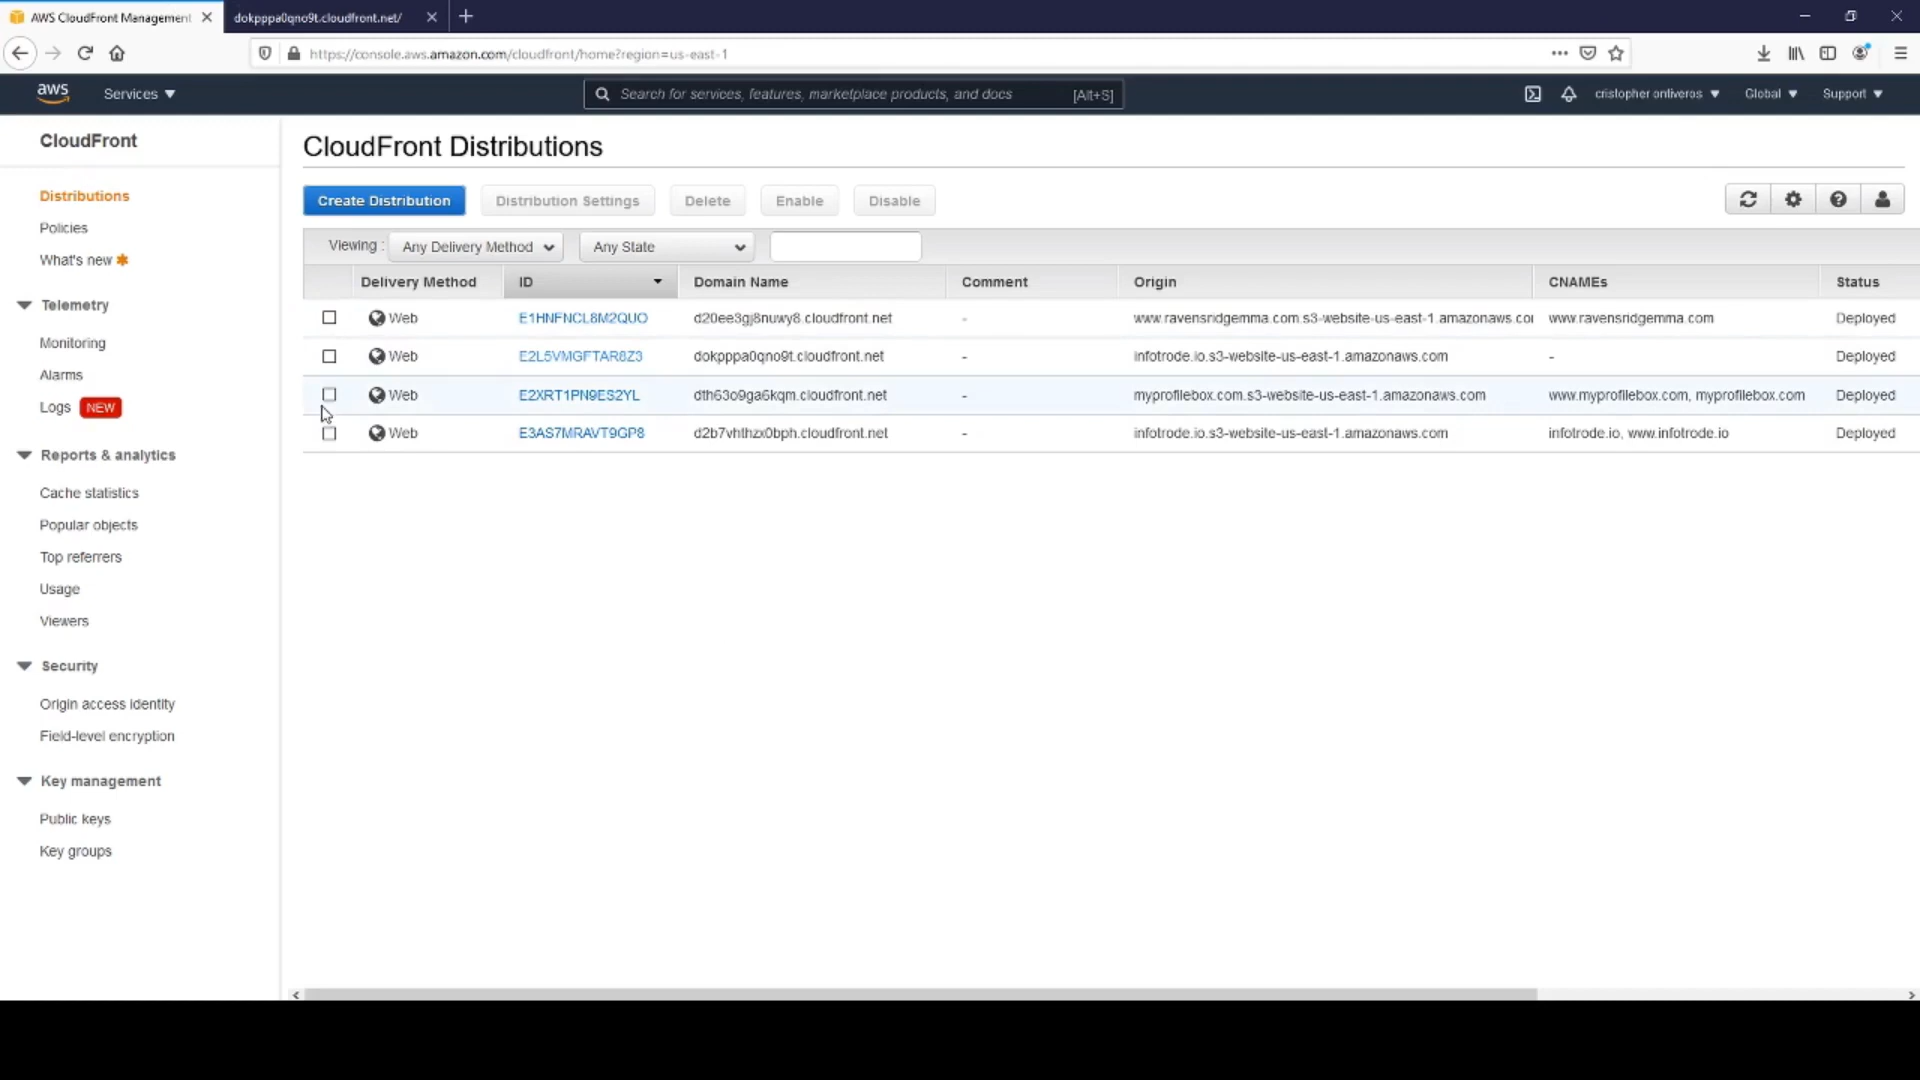 AWS CloudFront Management
dokpppa0qno9t.cloudfront.net/
https://console.aws.amazon.com/cloudfront/home?region=us-east-1
aws
Services
Search for services, features, marketplace products, and docs
[Alt+S]
cristopher ontiveros
Global
Support
CloudFront
Distributions
Policies
What's new
Telemetry
Monitoring
Alarms
Logs NEW
Reports & analytics
Cache statistics
Popular objects
Top referrers
Usage
Viewers
Security
Origin access identity
Field-level encryption
Key management
Public keys
Key groups
CloudFront Distributions
Create Distribution
Distribution Settings
Delete
Enable
Disable
Viewing : Any Delivery Method Any State
Delivery Method ID Domain Name Comment Origin CNAMEs Status
Web E1HNFNCL8M2QUO d20ee3gj8nuwy8.cloudfront.net - www.ravensridgemma.com.s3-website-us-east-1.amazonaws.co www.ravensridgemma.com Deployed
Web E2L5VMGFTAR8Z3 dokpppa0qno9t.cloudfront.net - infotrode.io.s3-website-us-east-1.amazonaws.com - Deployed
Web E2XRT1PN9ES2YL dth63o9ga6kqm.cloudfront.net - myprofilebox.com.s3-website-us-east-1.amazonaws.com www.myprofilebox.com, myprofilebox.com Deployed
Web E3AS7MRAVT9GP8 d2b7vhthzx0bph.cloudfront.net - infotrode.io.s3-website-us-east-1.amazonaws.com infotrode.io, www.infotrode.io Deployed